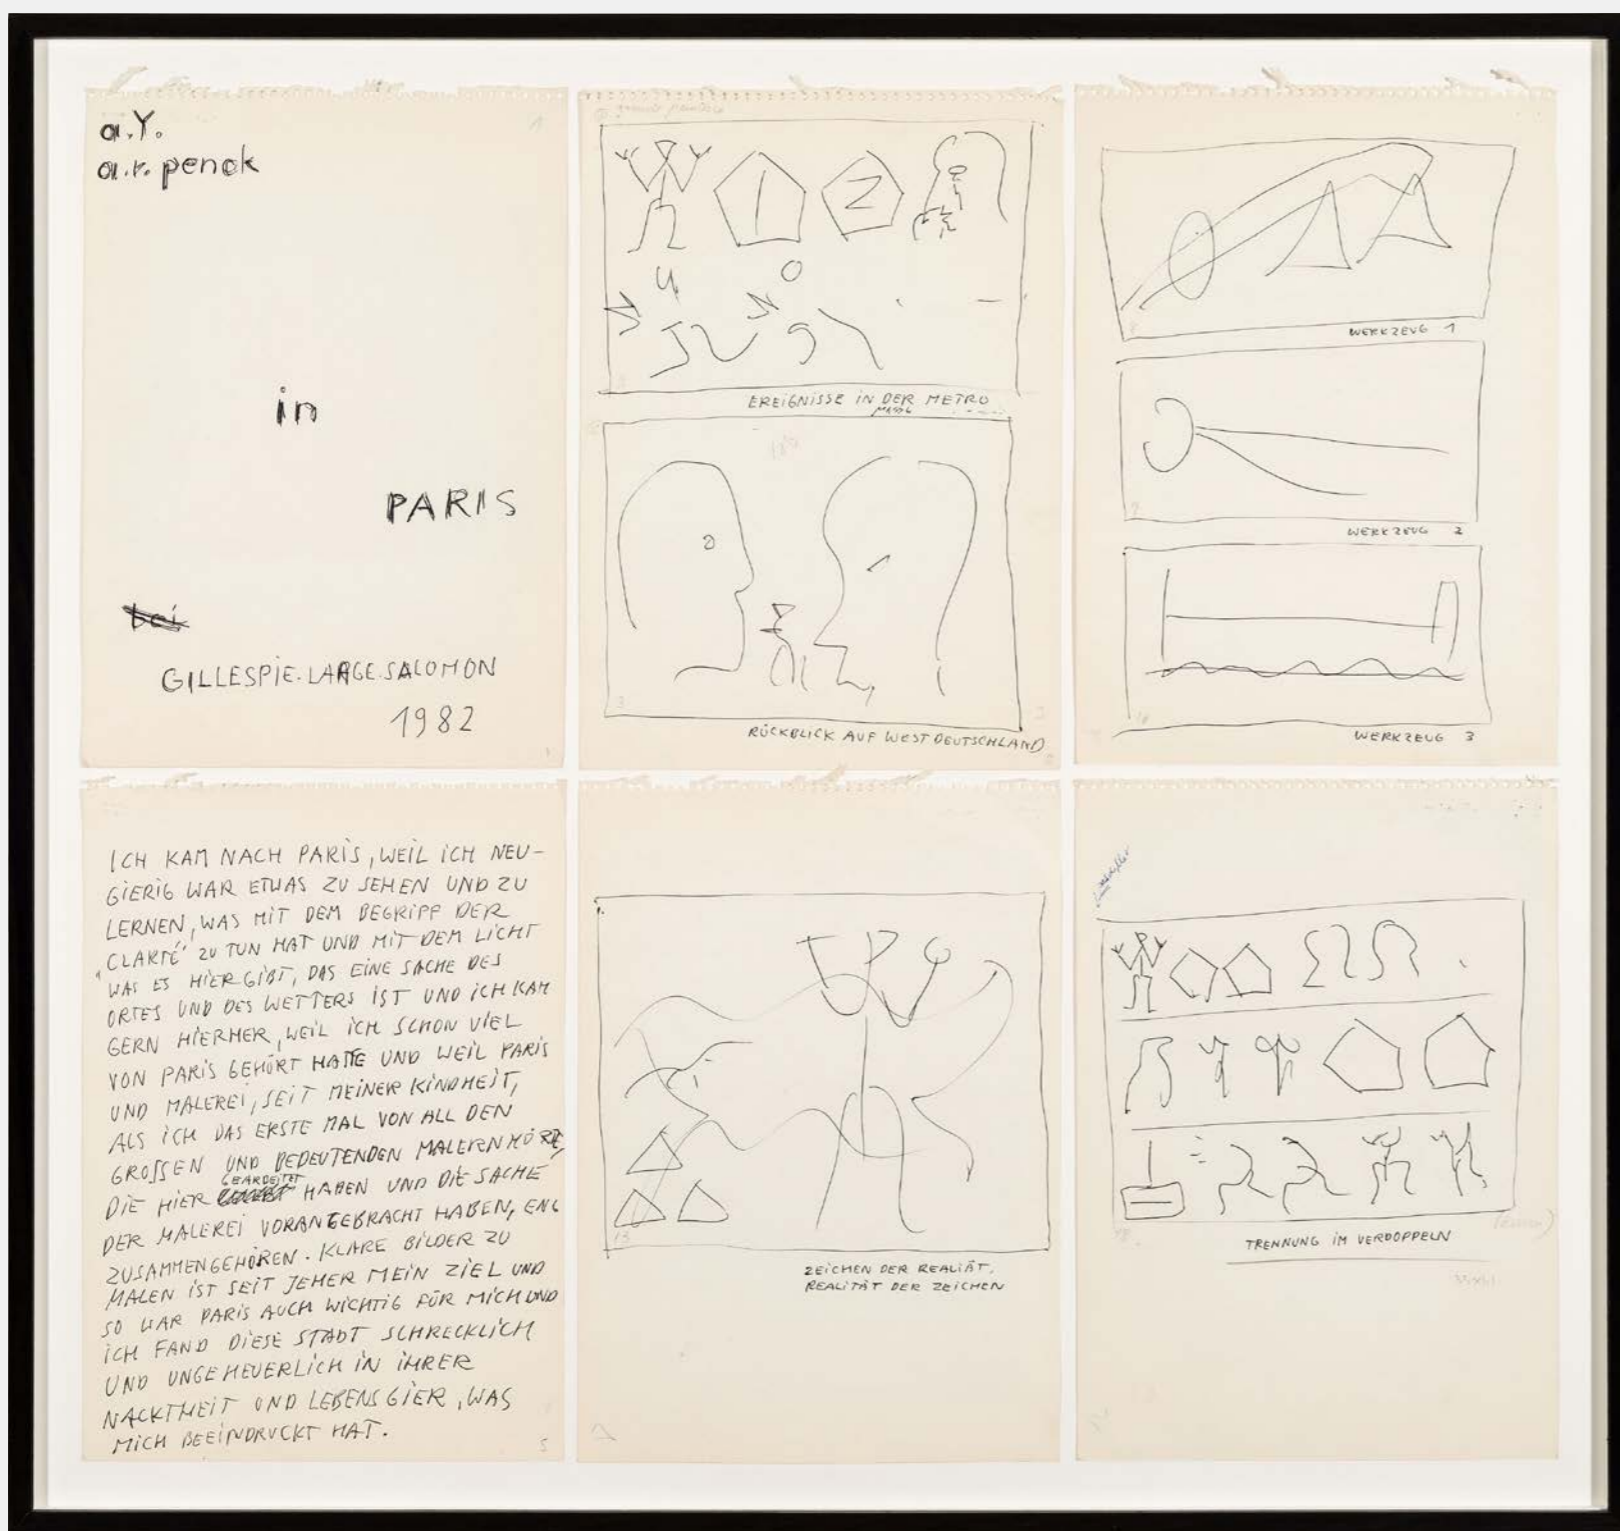 a.Y.
a.r. penck
in
PARIS
bei
GILLESPIE.LARGE.SALOMON
1982
1
2
EREIGNISSE IN DER METRO
RÜCKBLICK AUF WESTDEUTSCHLAND
WERKZEUG 1
WERKZEUG 2
WERKZEUG 3
ICH KAM NACH PARIS, WEIL ICH NEU-
GIERIG WAR ETWAS ZU SEHEN UND ZU
LERNEN, WAS MIT DEM BEGRIFF DER
"CLARTÉ" ZU TUN HAT UND MIT DEM LICHT
WAS ES HIER GIBT, DAS EINE SACHE DES
ORTES UND DES WETTERS IST UND ICH KAM
GERN HIERHER, WEIL ICH SCHON VIEL
VON PARIS GEHÖRT HATTE UND WEIL PARIS
UND MALEREI, SEIT MEINER KINDHEIT,
ALS ICH DAS ERSTE MAL VON ALL DEN
GROSSEN UND BEDEUTENDEN MALERN HÖRTE,
DIE HIER GEARBEITET HABEN UND DIE SACHE
DER MALEREI VORANGEBRACHT HABEN, ENG
ZUSAMMENGEHÖREN. KLARE BILDER ZU
MALEN IST SEIT JEHER MEIN ZIEL UND
SO WAR PARIS AUCH WICHTIG FÜR MICH UND
ICH FAND DIESE STADT SCHRECKLICH
UND UNGEHEUERLICH IN IHRER
NACKTHEIT UND LEBENSGIER, WAS
MICH BEEINDRUCKT HAT.
5
13
ZEICHEN DER REALIÄT.
REALITÄT DER ZEICHEN
TRENNUNG IM VERDOPPELN